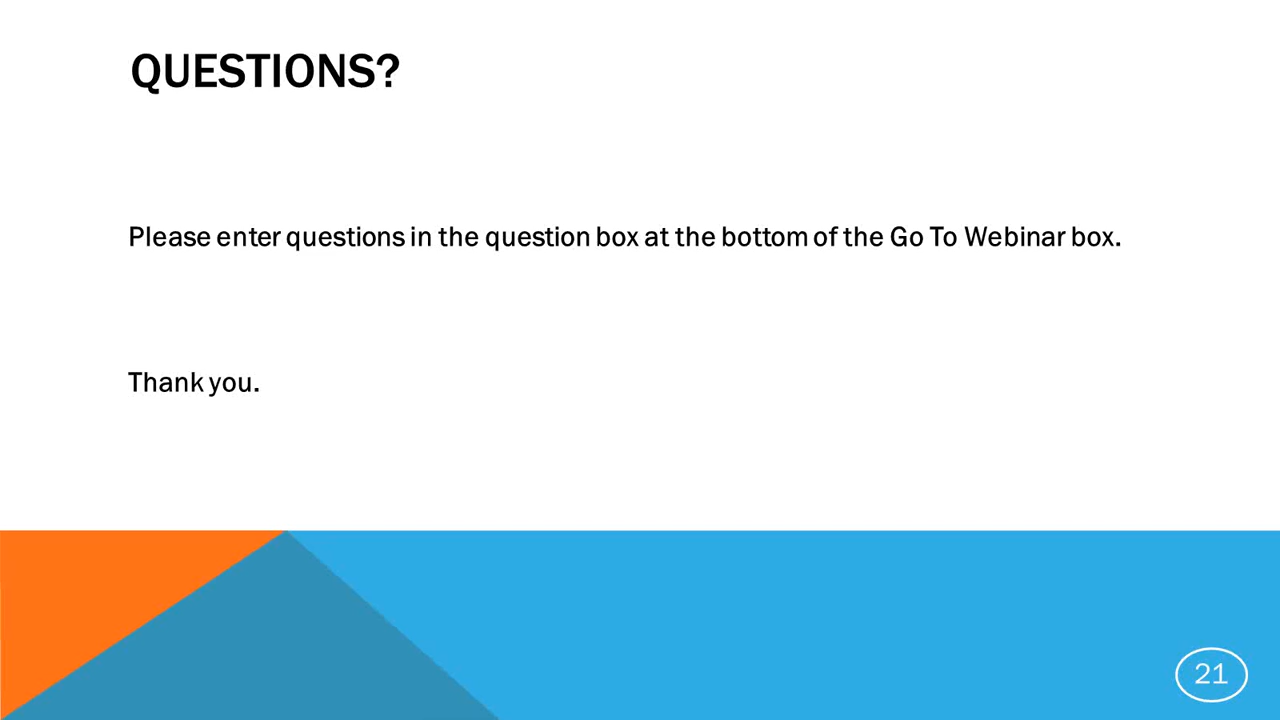 QUESTIONS?
Please enter questions in the question box at the bottom of the Go To Webinar box.
Thank you.
21